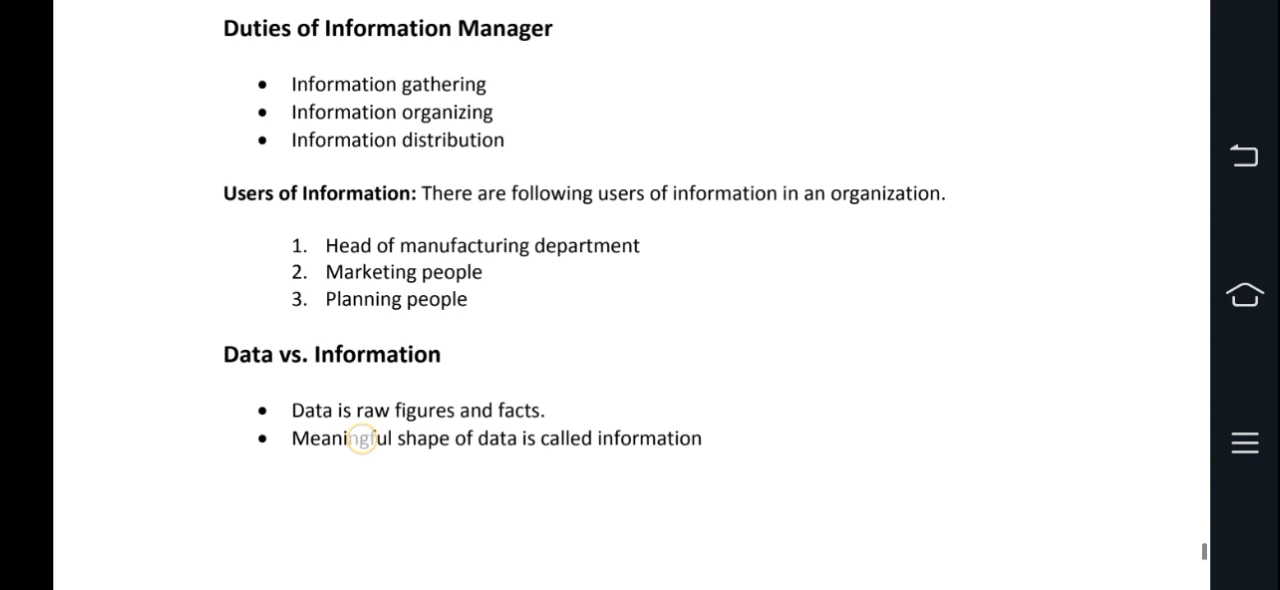 Duties of Information Manager
• Information gathering
• Information organizing
• Information distribution
Users of Information: There are following users of information in an organization.
1. Head of manufacturing department
2. Marketing people
3. Planning people
Data vs. Information
• Data is raw figures and facts.
• Meaningful shape of data is called information